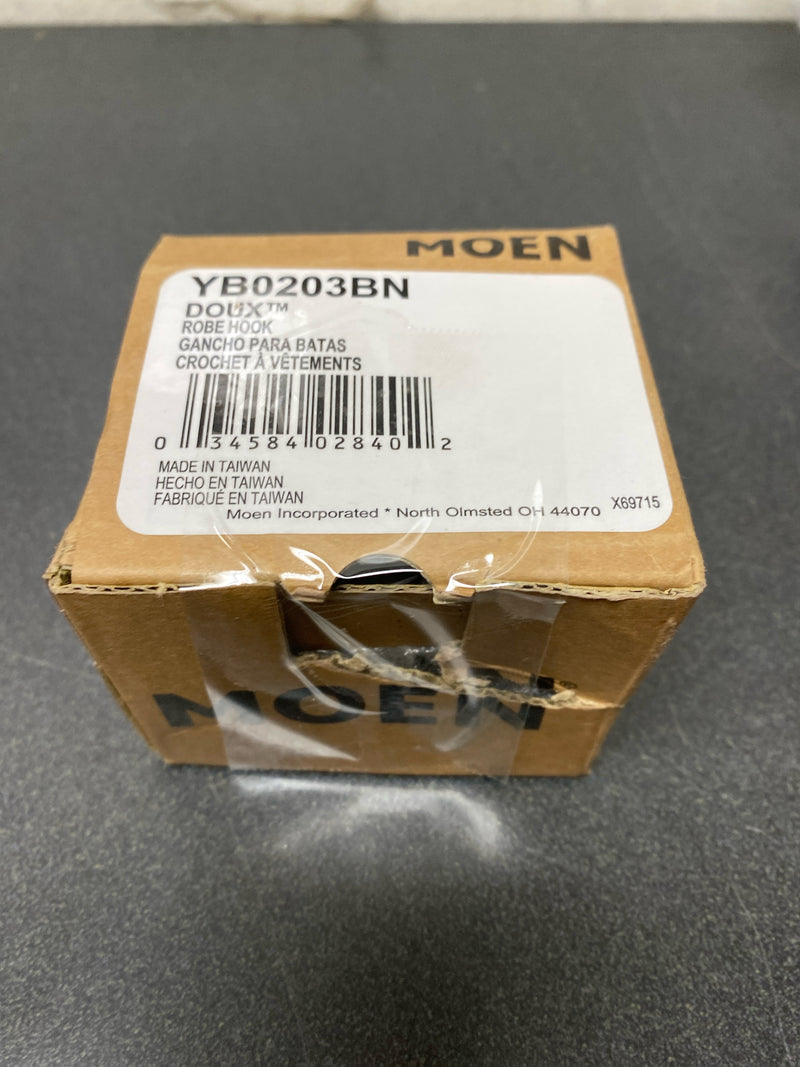 MOEN
YB0203BN
DOUX™
ROBE HOOK
GANCHO PARA BATAS
CROCHET À VÊTEMENTS
0 34584 02840 2
MADE IN TAIWAN
HECHO EN TAIWAN
FABRIQUÉ EN TAIWAN
Moen Incorporated * North Olmsted OH 44070 X69715
MOEN®